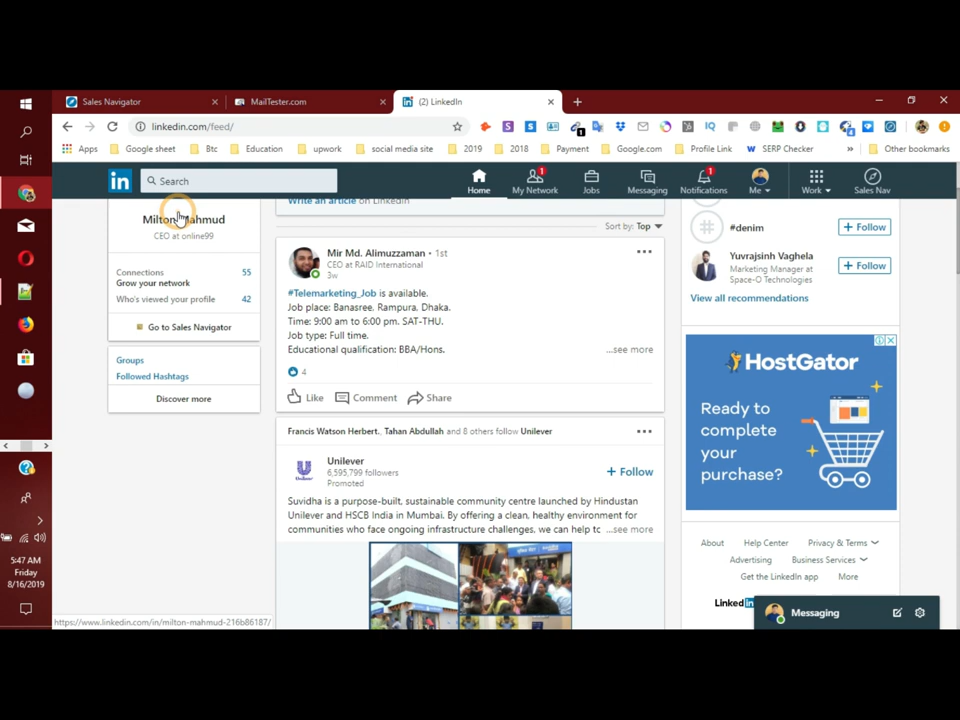 Sales Navigator
MailTester.com
(2) LinkedIn
linkedin.com/feed/
Apps
Google sheet
Btc
Education
upwork
social media site
2019
2018
Payment
Google.com
Profile Link
SERP Checker
Other bookmarks
in
Search
Home
My Network
1
Jobs
Messaging
Notifications
1
Me
Work
Sales Nav
Milton Mahmud
CEO at online99
Connections 55
Grow your network
Who's viewed your profile 42
Go to Sales Navigator
Groups
Followed Hashtags
Discover more
Write an article on LinkedIn
Sort by: Top
Mir Md. Alimuzzaman • 1st
CEO at RAID International
3w
#Telemarketing_Job is available.
Job place: Banasree, Rampura, Dhaka.
Time: 9:00 am to 6:00 pm. SAT-THU.
Job type: Full time.
Educational qualification: BBA/Hons.
...see more
4
Like
Comment
Share
Francis Watson Herbert., Tahan Abdullah and 8 others follow Unilever
Unilever
6,595,799 followers
Promoted
+ Follow
Suvidha is a purpose-built, sustainable community centre launched by Hindustan
Unilever and HSCB India in Mumbai. By offering a clean, healthy environment for
communities who face ongoing infrastructure challenges, we can help tc ...see more
#denim
+ Follow
Yuvrajsinh Vaghela
Marketing Manager at
Space-O Technologies
+ Follow
View all recommendations
HostGator
Ready to
complete
your
purchase?
About
Help Center
Privacy & Terms
Advertising
Business Services
Get the LinkedIn app
More
Linked in
Messaging
https://www.linkedin.com/in/milton-mahmud-216b86187/
5:47 AM
Friday
8/16/2019